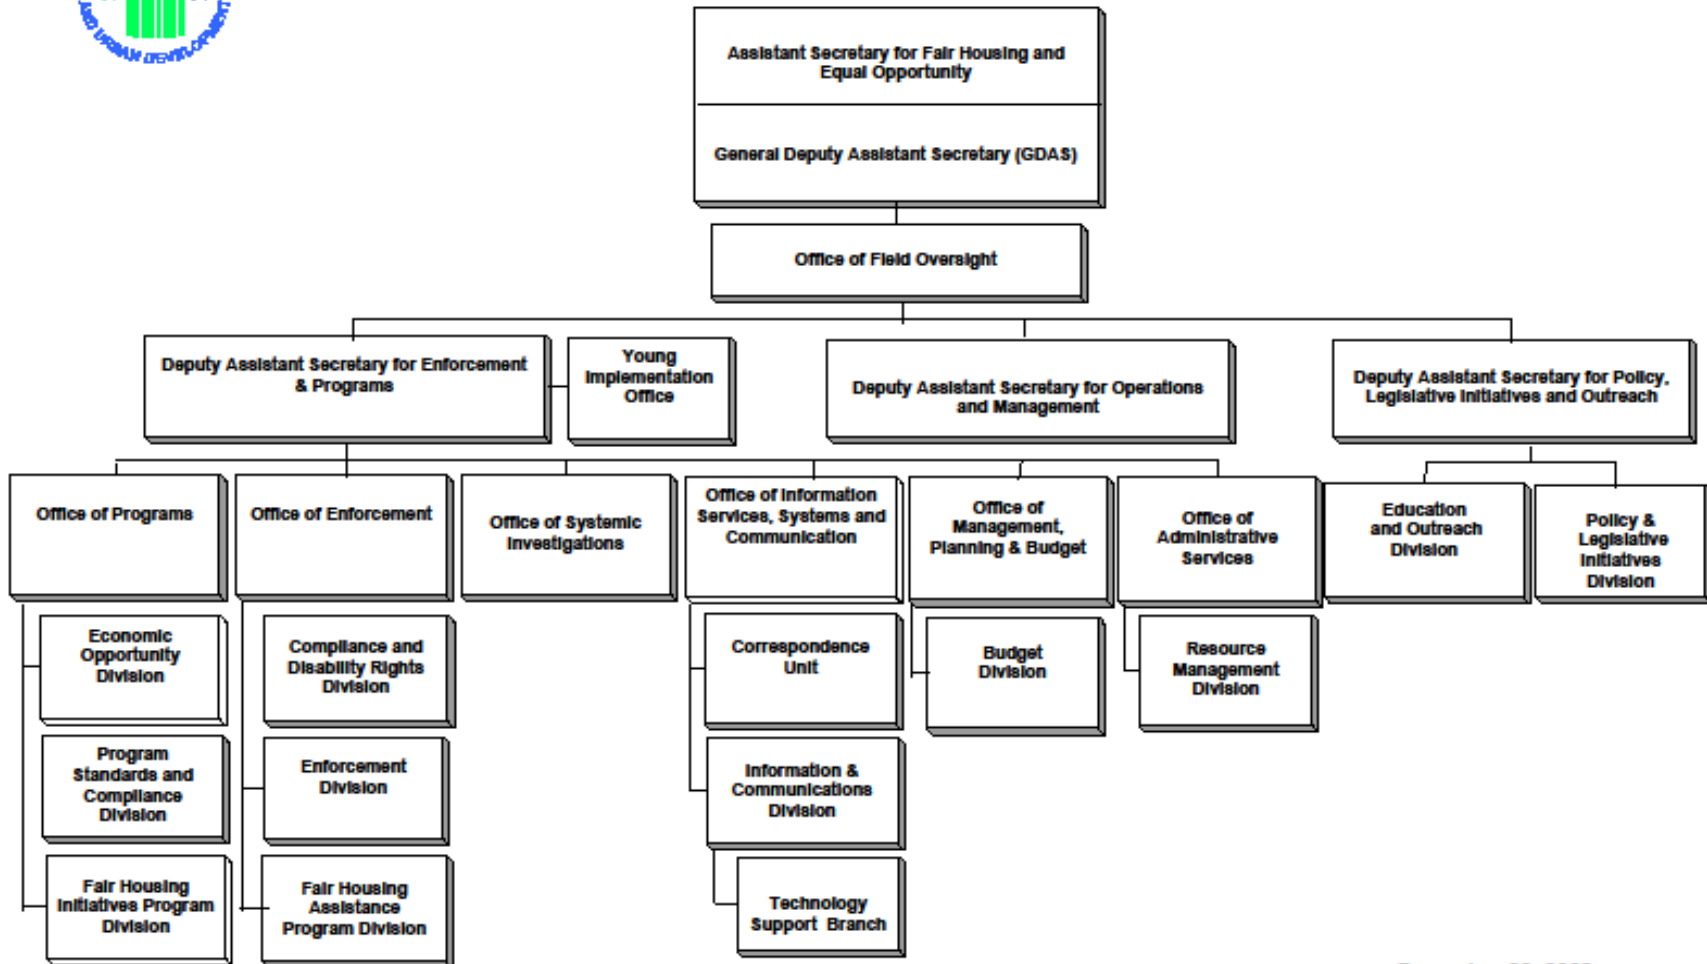 AND URBAN DEVELOPMENT
Assistant Secretary for Fair Housing and
Equal Opportunity
General Deputy Assistant Secretary (GDAS)
Office of Field Oversight
Deputy Assistant Secretary for Enforcement
& Programs
Young
Implementation
Office
Deputy Assistant Secretary for Operations
and Management
Deputy Assistant Secretary for Policy,
Legislative Initiatives and Outreach
Office of Programs
Office of Enforcement
Office of Systemic
Investigations
Office of Information
Services, Systems and
Communication
Office of
Management,
Planning & Budget
Office of
Administrative
Services
Education
and Outreach
Division
Policy &
Legislative
Initiatives
Division
Economic
Opportunity
Division
Compliance and
Disability Rights
Division
Correspondence
Unit
Budget
Division
Resource
Management
Division
Program
Standards and
Compliance
Division
Enforcement
Division
Information &
Communications
Division
Fair Housing
Initiatives Program
Division
Fair Housing
Assistance
Program Division
Technology
Support Branch